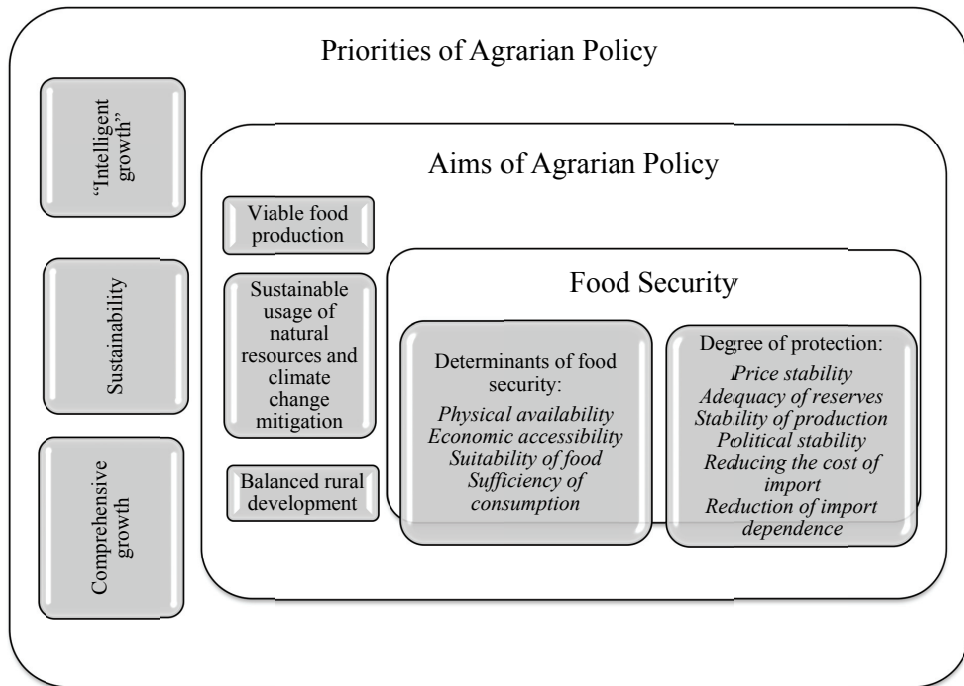 Priorities of Agrarian Policy
“Intelligent
growth”
Sustainability
Comprehensive
growth
Aims of Agrarian Policy
Viable food
production
Sustainable
usage of
natural
resources and
climate
change
mitigation
Balanced rural
development
Food Security
Determinants of food
security:
Physical availability
Economic accessibility
Suitability of food
Sufficiency of
consumption
Degree of protection:
Price stability
Adequacy of reserves
Stability of production
Political stability
Reducing the cost of
import
Reduction of import
dependence